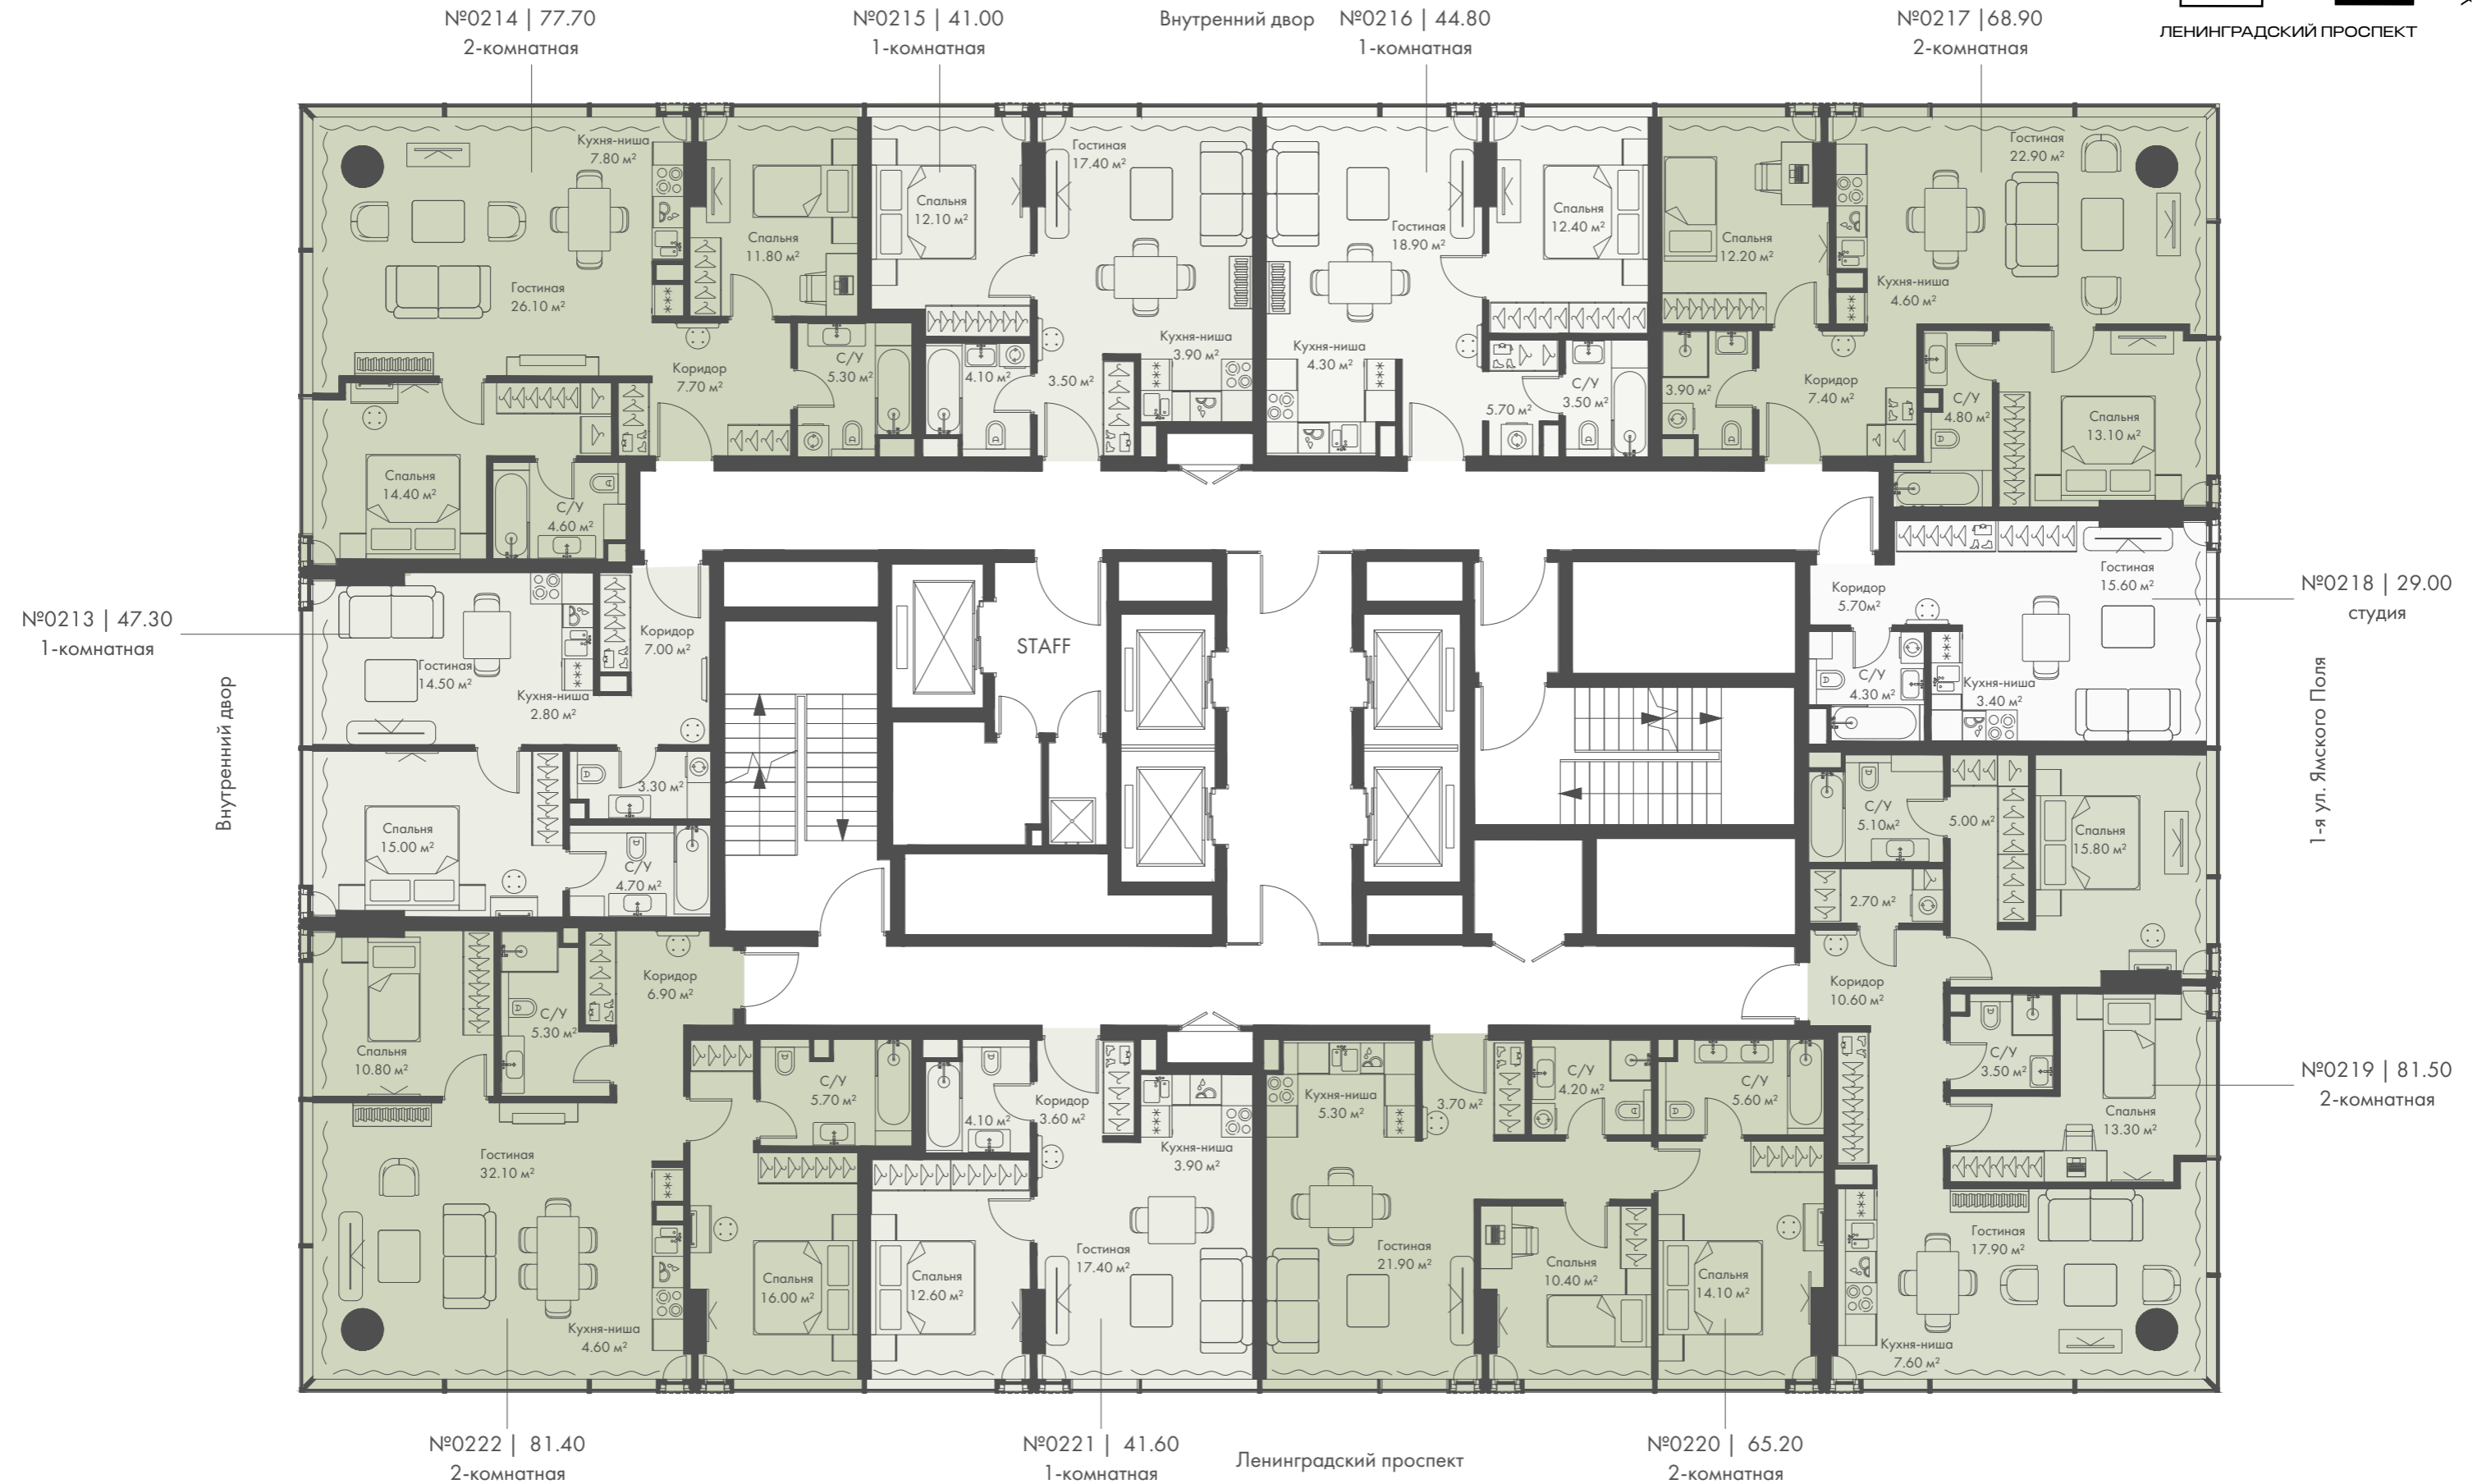 №0214 | 77.70
2-комнатная
№0215 | 41.00
1-комнатная
Внутренний двор
№0216 | 44.80
1-комнатная
№0217 |68.90
2-комнатная
ЛЕНИНГРАДСКИЙ ПРОСПЕКТ
Кухня-ниша
7.80 м²
Гостиная
26.10 м²
Спальня
11.80 м²
Коридор
7.70 м²
С/У
5.30 м²
Спальня
14.40 м²
С/У
4.60 м²
Спальня
12.10 м²
Гостиная
17.40 м²
Кухня-ниша
3.90 м²
4.10 м²
3.50 м²
Гостиная
18.90 м²
Кухня-ниша
4.30 м²
Спальня
12.40 м²
5.70 м²
С/У
3.50 м²
Спальня
12.20 м²
3.90 м²
Коридор
7.40 м²
Гостиная
22.90 м²
Кухня-ниша
4.60 м²
С/У
4.80 м²
Спальня
13.10 м²
№0213 | 47.30
1-комнатная
Внутренний двор
Гостиная
14.50 м²
Кухня-ниша
2.80 м²
Коридор
7.00 м²
3.30 м²
Спальня
15.00 м²
С/У
4.70 м²
STAFF
Коридор
5.70м²
Гостиная
15.60 м²
С/У
4.30 м²
Кухня-ниша
3.40 м²
№0218 | 29.00
студия
1-я ул. Ямского Поля
С/У
5.10м²
5.00 м²
Спальня
15.80 м²
2.70 м²
Коридор
10.60 м²
С/У
3.50 м²
Спальня
13.30 м²
Гостиная
17.90 м²
Кухня-ниша
7.60 м²
№0219 | 81.50
2-комнатная
Спальня
10.80 м²
С/У
5.30 м²
Коридор
6.90 м²
Гостиная
32.10 м²
Кухня-ниша
4.60 м²
С/У
5.70 м²
Спальня
16.00 м²
4.10 м²
Коридор
3.60 м²
Кухня-ниша
3.90 м²
Гостиная
17.40 м²
Спальня
12.60 м²
Кухня-ниша
5.30 м²
3.70 м²
С/У
4.20 м²
С/У
5.60 м²
Гостиная
21.90 м²
Спальня
10.40 м²
Спальня
14.10 м²
№0222 | 81.40
2-комнатная
№0221 | 41.60
1-комнатная
Ленинградский проспект
№0220 | 65.20
2-комнатная